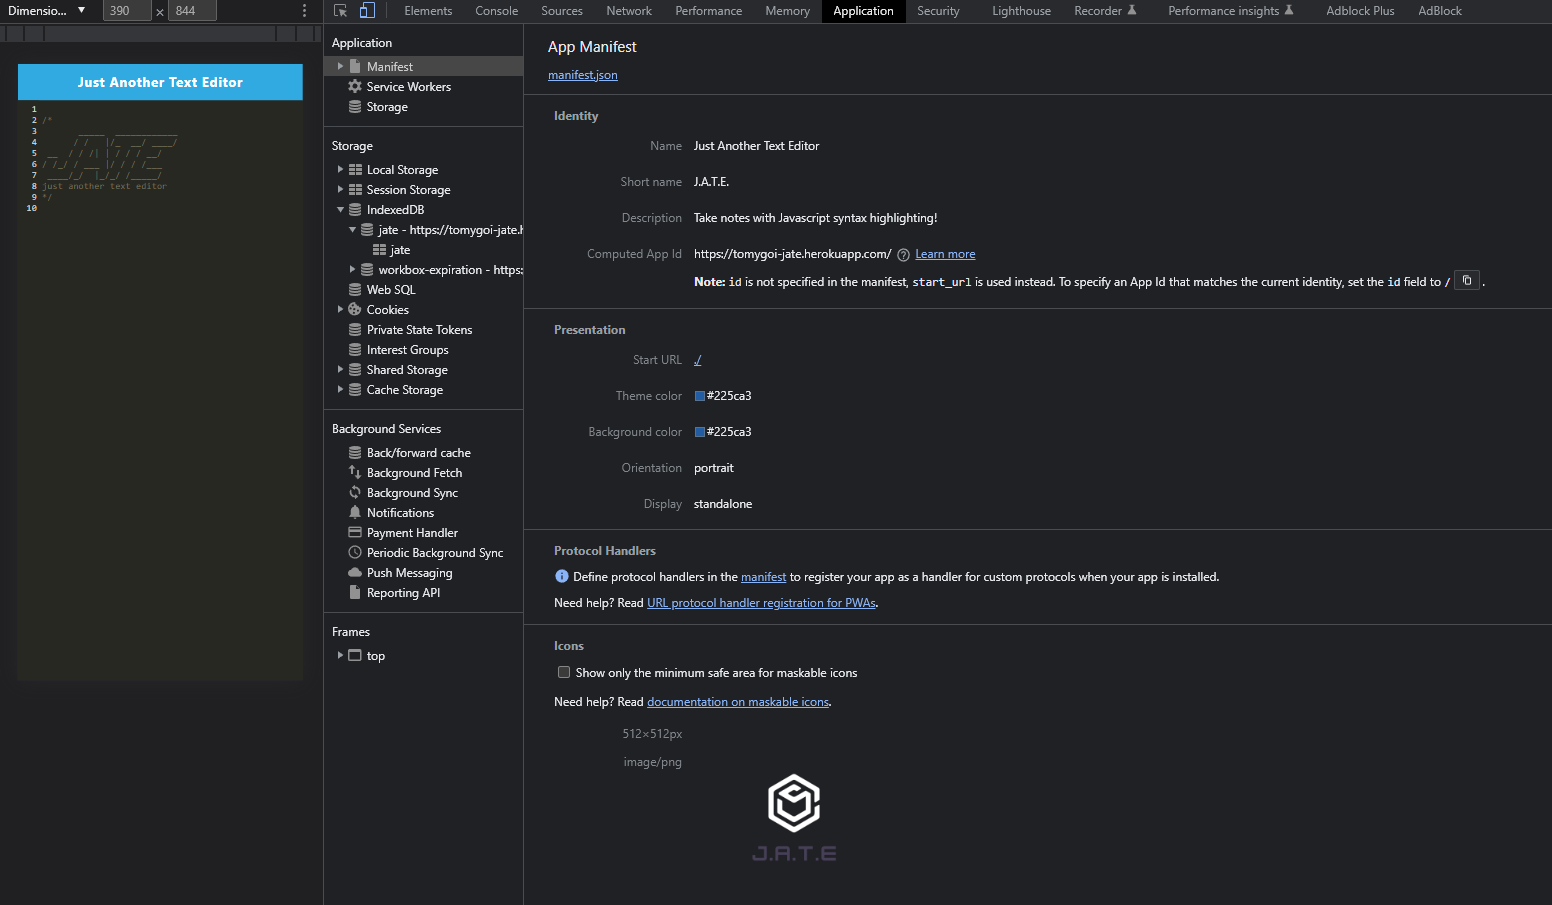 Dimensio... ▼ 390 × 844
Elements Console Sources Network Performance Memory Application Security Lighthouse Recorder Performance insights Adblock Plus AdBlock
Just Another Text Editor
1
2 /*
3 _____ ____________
4 / / |/_ __/ ____/
5 __ / / /| | / / / __/
6 / /_/ / ___ |/ / / /___
7 ____/_/ |_/_/ /_____/
8 just another text editor
9 */
10
Application
Manifest
Service Workers
Storage
Storage
Local Storage
Session Storage
IndexedDB
jate - https://tomygoi-jate.h
jate
workbox-expiration - https:
Web SQL
Cookies
Private State Tokens
Interest Groups
Shared Storage
Cache Storage
Background Services
Back/forward cache
Background Fetch
Background Sync
Notifications
Payment Handler
Periodic Background Sync
Push Messaging
Reporting API
Frames
top
App Manifest
manifest.json
Identity
Name Just Another Text Editor
Short name J.A.T.E.
Description Take notes with Javascript syntax highlighting!
Computed App Id https://tomygoi-jate.herokuapp.com/ Learn more
Note: id is not specified in the manifest, start_url is used instead. To specify an App Id that matches the current identity, set the id field to / .
Presentation
Start URL ./
Theme color #225ca3
Background color #225ca3
Orientation portrait
Display standalone
Protocol Handlers
Define protocol handlers in the manifest to register your app as a handler for custom protocols when your app is installed.
Need help? Read URL protocol handler registration for PWAs.
Icons
Show only the minimum safe area for maskable icons
Need help? Read documentation on maskable icons.
512×512px
image/png
J.A.T.E